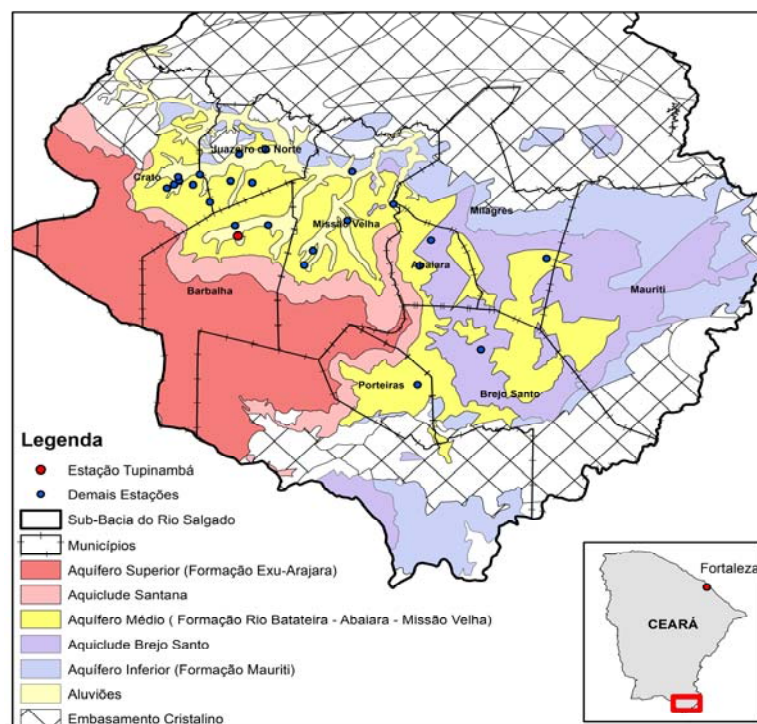 Juazeiro do Norte
Crato
Missão Velha
Milagres
Abaiara
Mauriti
Barbalha
Porteiras
Brejo Santo
Legenda
Estação Tupinambá
Demais Estações
Sub-Bacia do Rio Salgado
Municípios
Aquífero Superior (Formação Exu-Arajara)
Aquiclude Santana
Aquífero Médio ( Formação Rio Batateira - Abaiara - Missão Velha)
Aquiclude Brejo Santo
Aquífero Inferior (Formação Mauriti)
Aluviões
Embasamento Cristalino
Fortaleza
CEARÁ